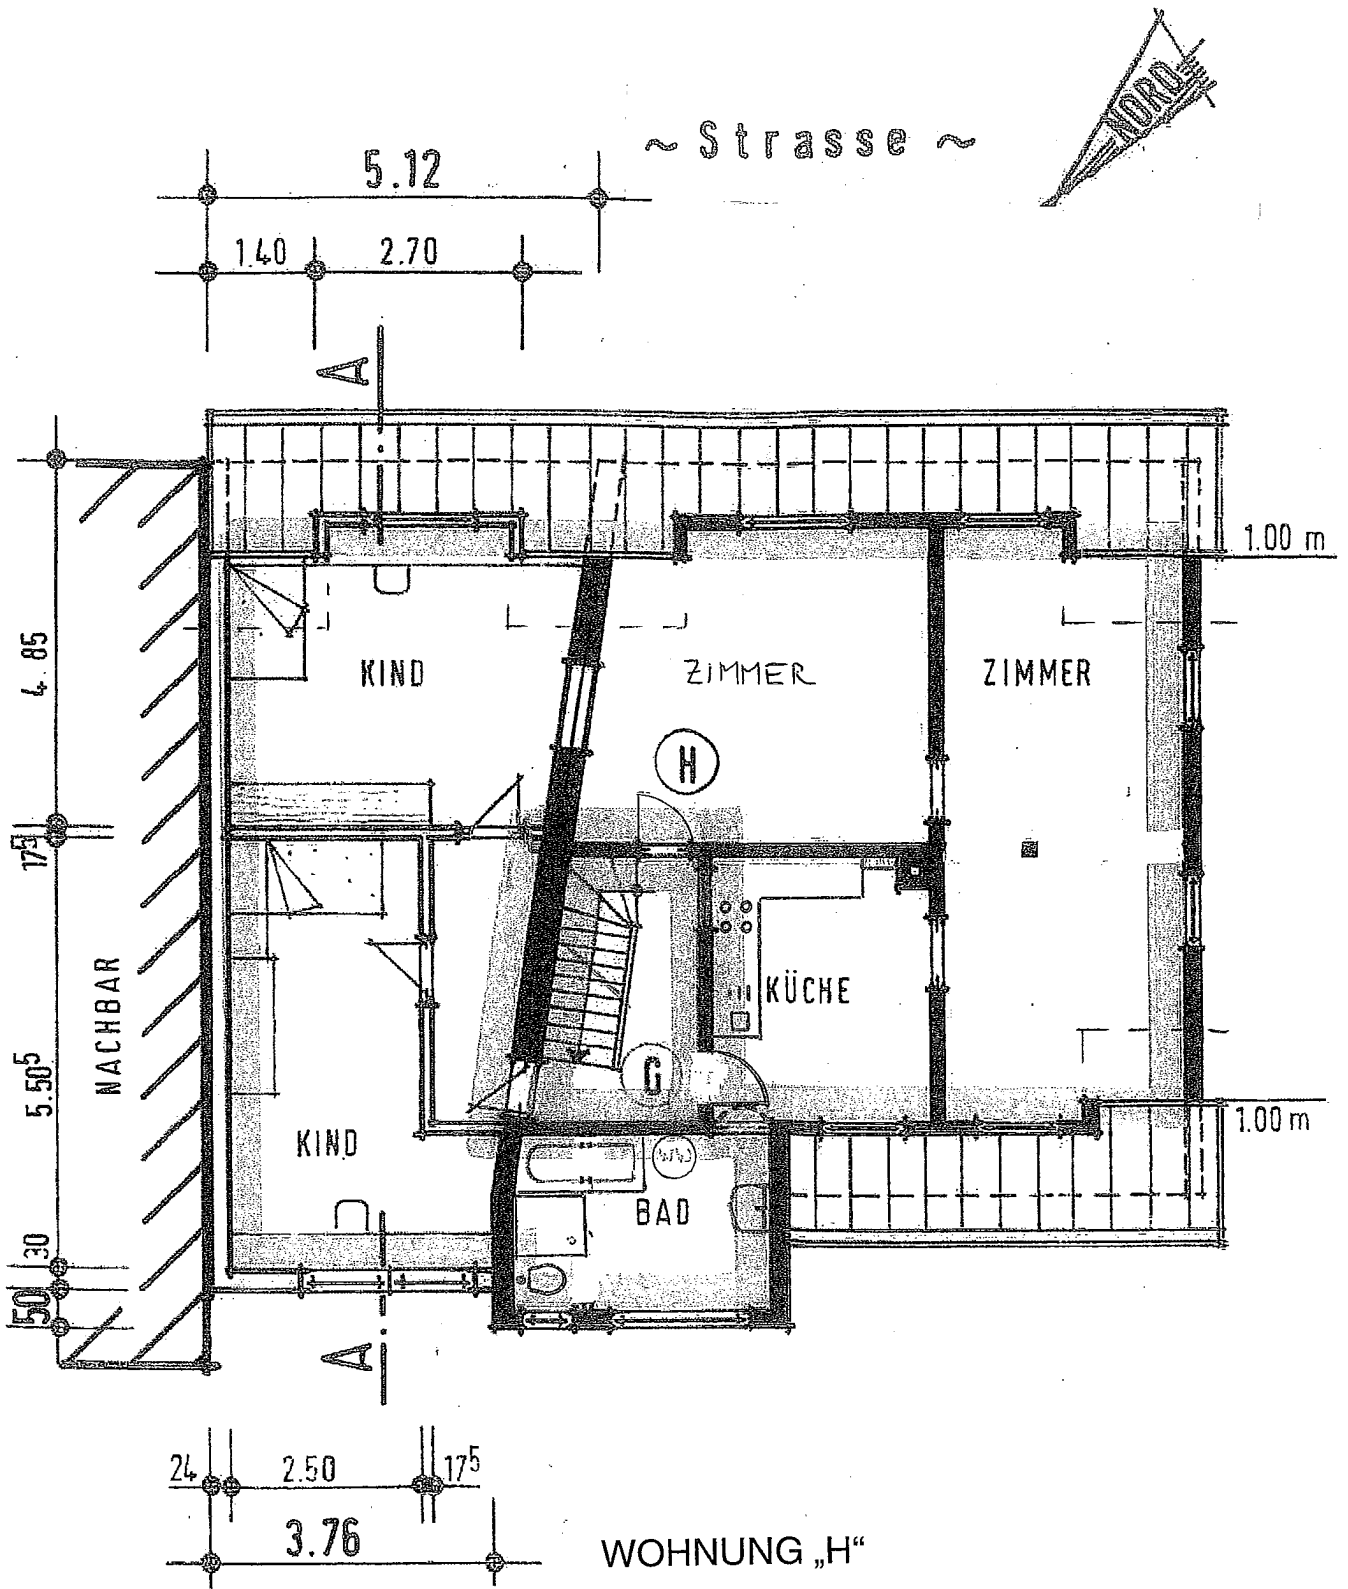 NORD
~ Strasse ~
5.12
1.40 2.70
A
1.00 m
4.85
KIND
ZIMMER
ZIMMER
H
17⁵
NACHBAR
KÜCHE
5.50⁵
G
1.00 m
KIND
BAD
30
50
A
24 2.50 17⁵
3.76
WOHNUNG „H“